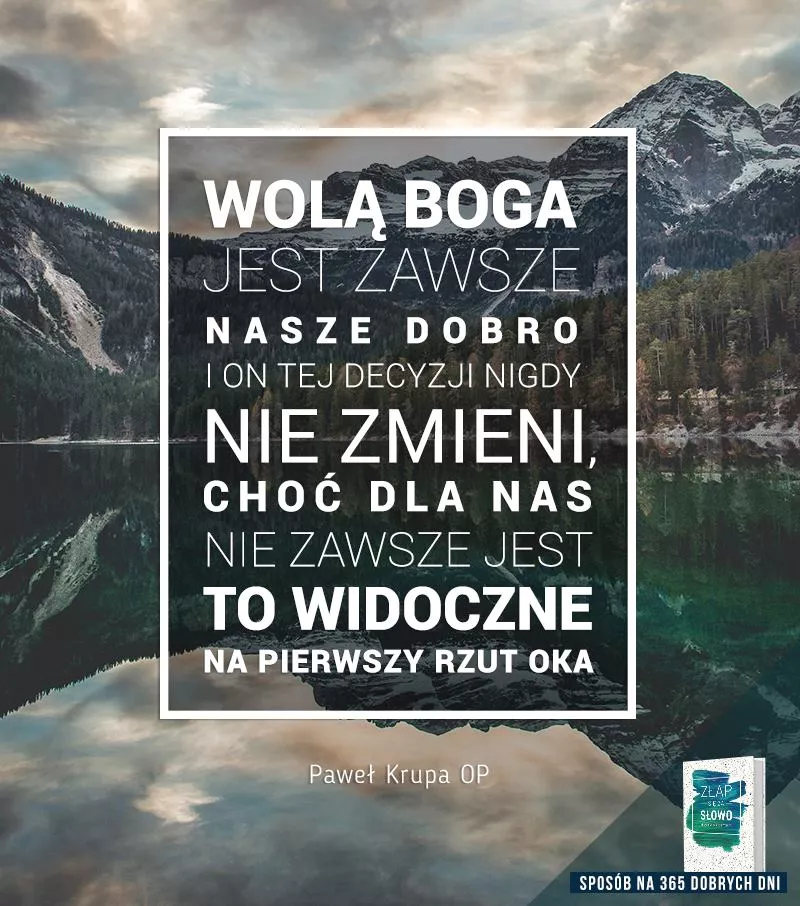 WOLĄ BOGA
JEST ZAWSZE
NASZE DOBRO
I ON TEJ DECYZJI NIGDY
NIE ZMIENI,
CHOĆ DLA NAS
NIE ZAWSZE JEST
TO WIDOCZNE
NA PIERWSZY RZUT OKA
Paweł Krupa OP
ZŁAP
SŁOWO
SPOSÓB NA 365 DOBRYCH DNI